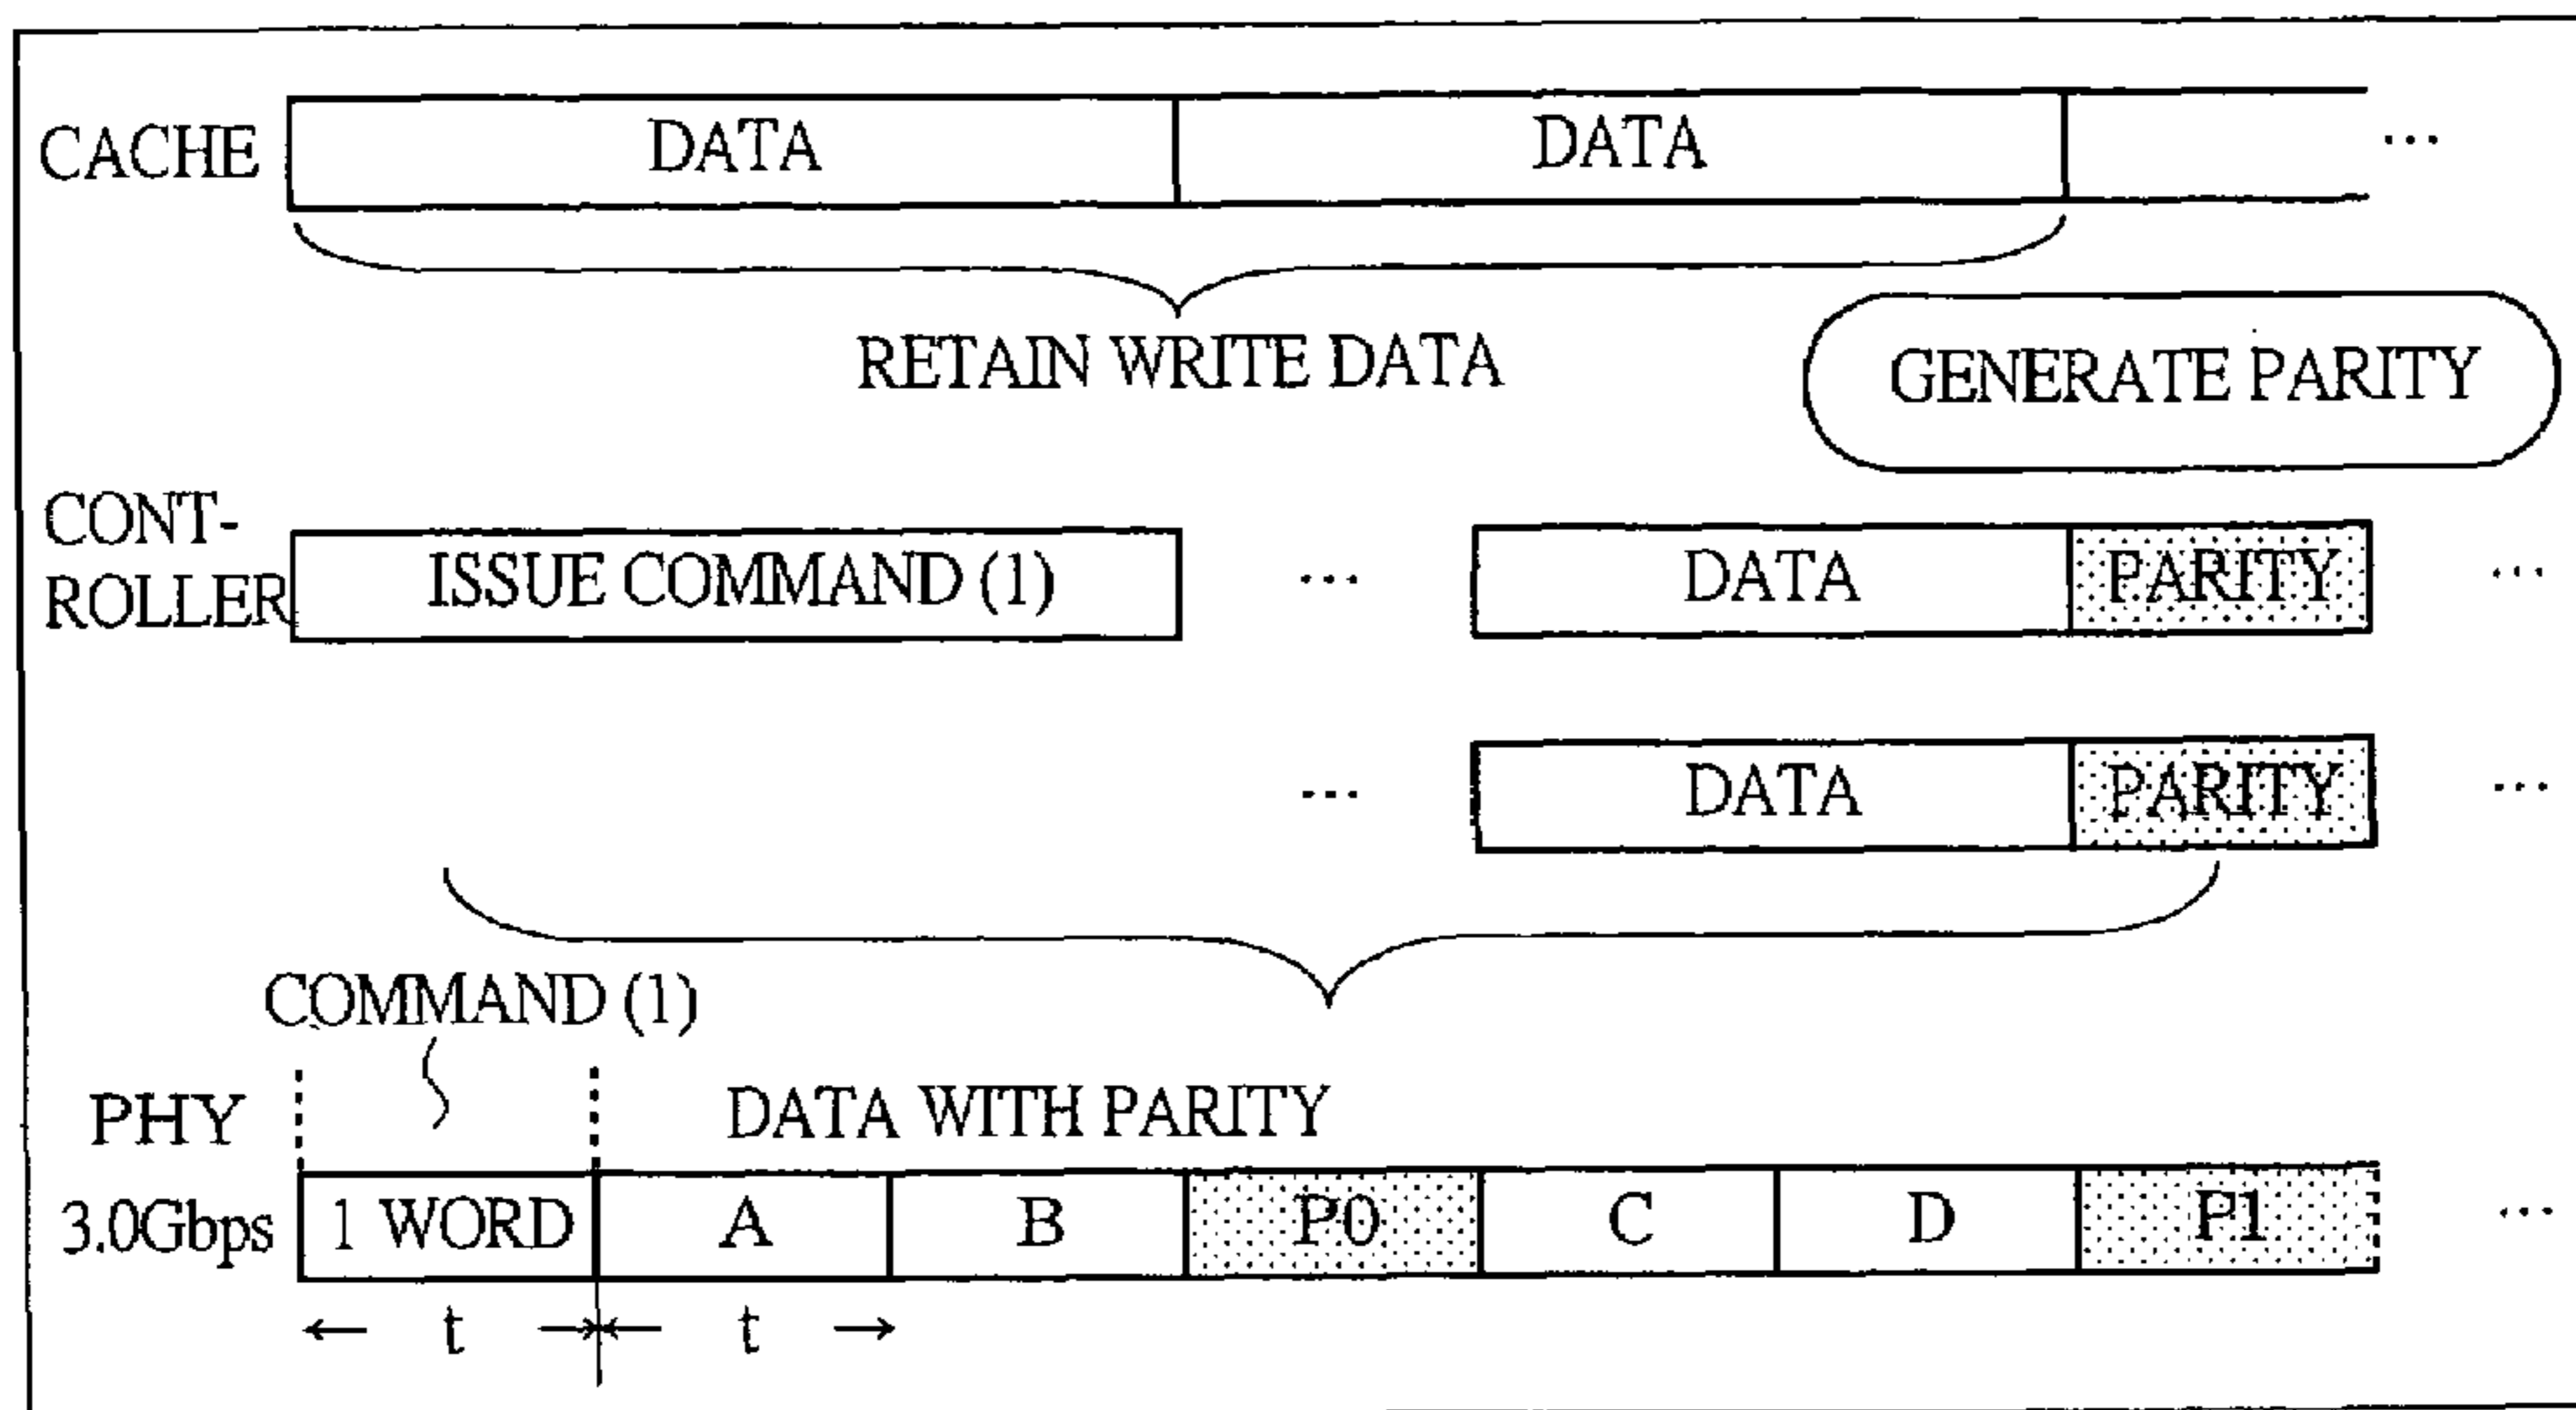 CACHE DATA DATA ...
RETAIN WRITE DATA
GENERATE PARITY
CONT-
ROLLER ISSUE COMMAND (1) ... DATA PARITY ...
... DATA PARITY ...
COMMAND (1)
PHY DATA WITH PARITY
3.0Gbps 1 WORD A B P0 C D P1 ...
← t → ← t →